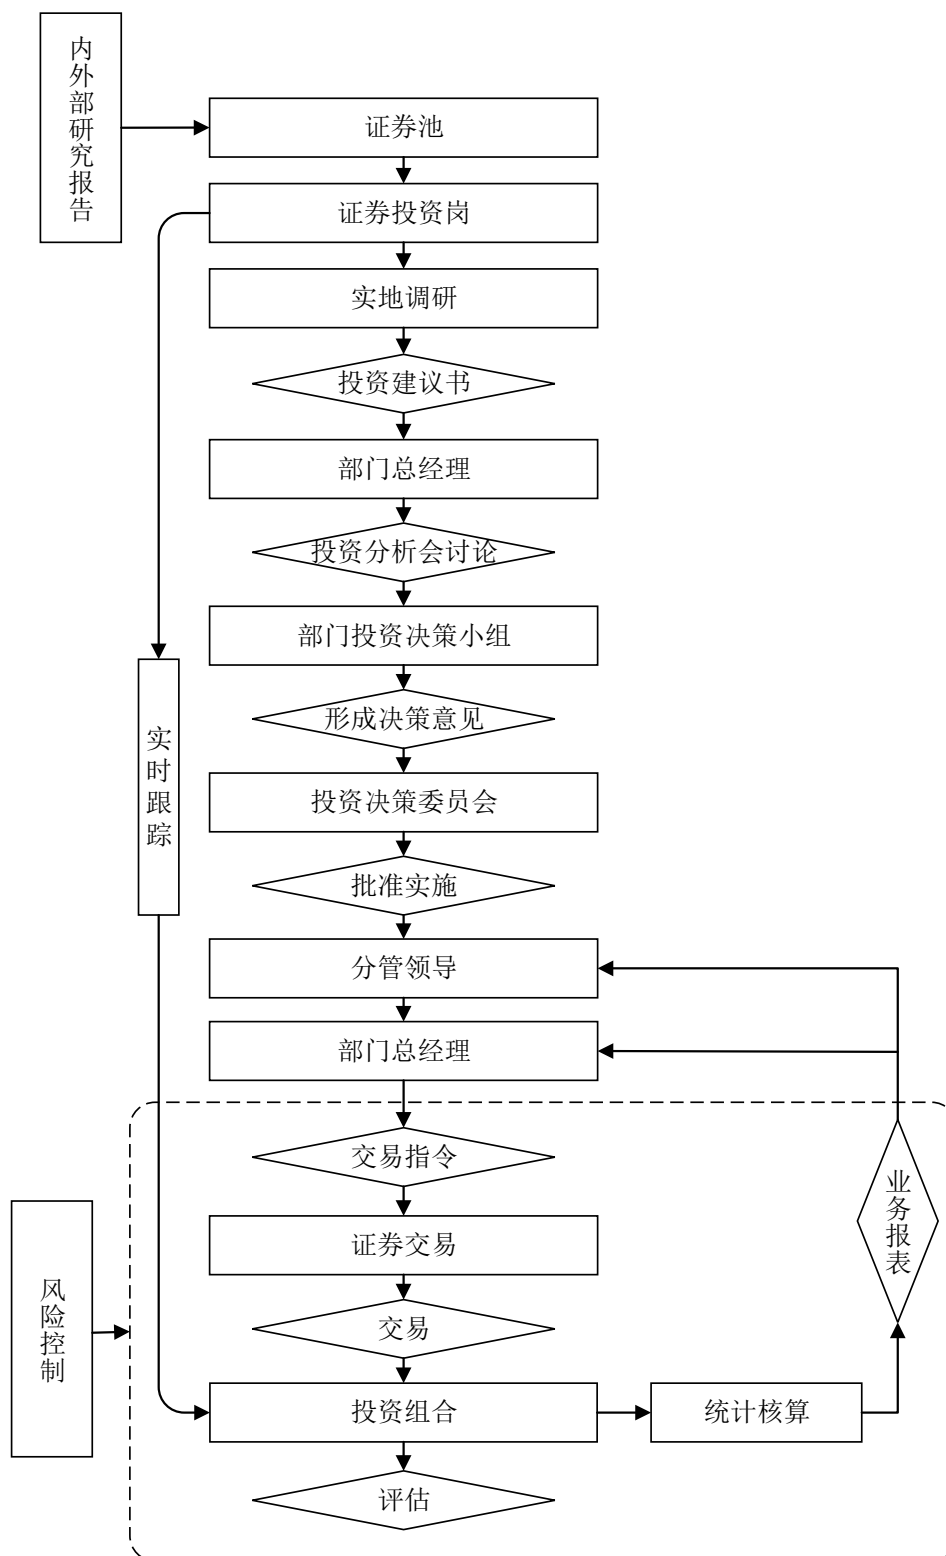 内外部研究报告
证券池
证券投资岗
实地调研
投资建议书
部门总经理
投资分析会讨论
部门投资决策小组
形成决策意见
实时跟踪
投资决策委员会
批准实施
分管领导
部门总经理
交易指令
业务报表
证券交易
风险控制
交易
投资组合
统计核算
评估